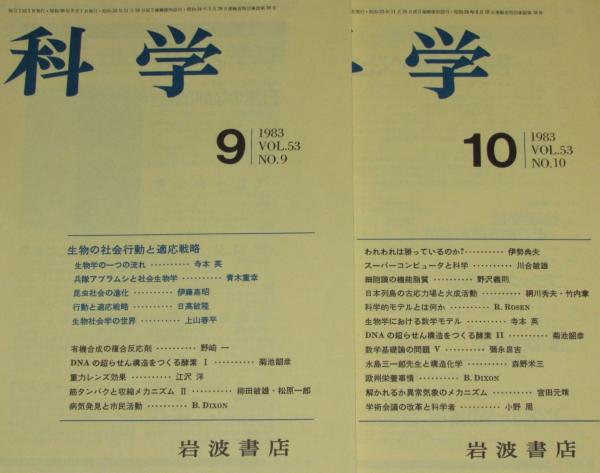 科学
9
1983
VOL.53
NO.9
生物の社会行動と適応戦略
生物学の一つの流れ ………… 寺本 英
兵隊アブラムシと社会生物学 ………… 青木重幸
昆虫社会の進化 ………… 伊藤嘉昭
行動と適応戦略 ………… 日高敏隆
生物社会学の世界 ………… 上山春平
有機合成の複合反応剤 ………… 野崎 一
DNAの超らせん構造をつくる酵素 I ………… 菊池韶彦
重力レンズ効果 ………… 江沢 洋
筋タンパクと収縮メカニズム II ………… 柳田敏雄・松原一郎
病気発見と市民活動 ………… B. DIXON
岩波書店
学
10
1983
VOL.53
NO.10
われわれは勝っているのか? ………… 伊勢典夫
スーパーコンピュータと科学 ………… 川合敏雄
細胞膜の機能脂質 ………… 野沢義則
日本列島の古応力場と火成活動 ………… 絹川秀夫・竹内章
科学的モデルとは何か ………… R. ROSEN
生物学における数学モデル ………… 寺本 英
DNAの超らせん構造をつくる酵素 II ………… 菊池韶彦
数学基礎論の問題 V ………… 彌永昌吉
水島三一郎先生と構造化学 ………… 森野米三
欧州栄養事情 ………… B. DIXON
解かれるか異常気象のメカニズム ………… 宮田元靖
学術会議の改革と科学者 ………… 小野 周
岩波書店